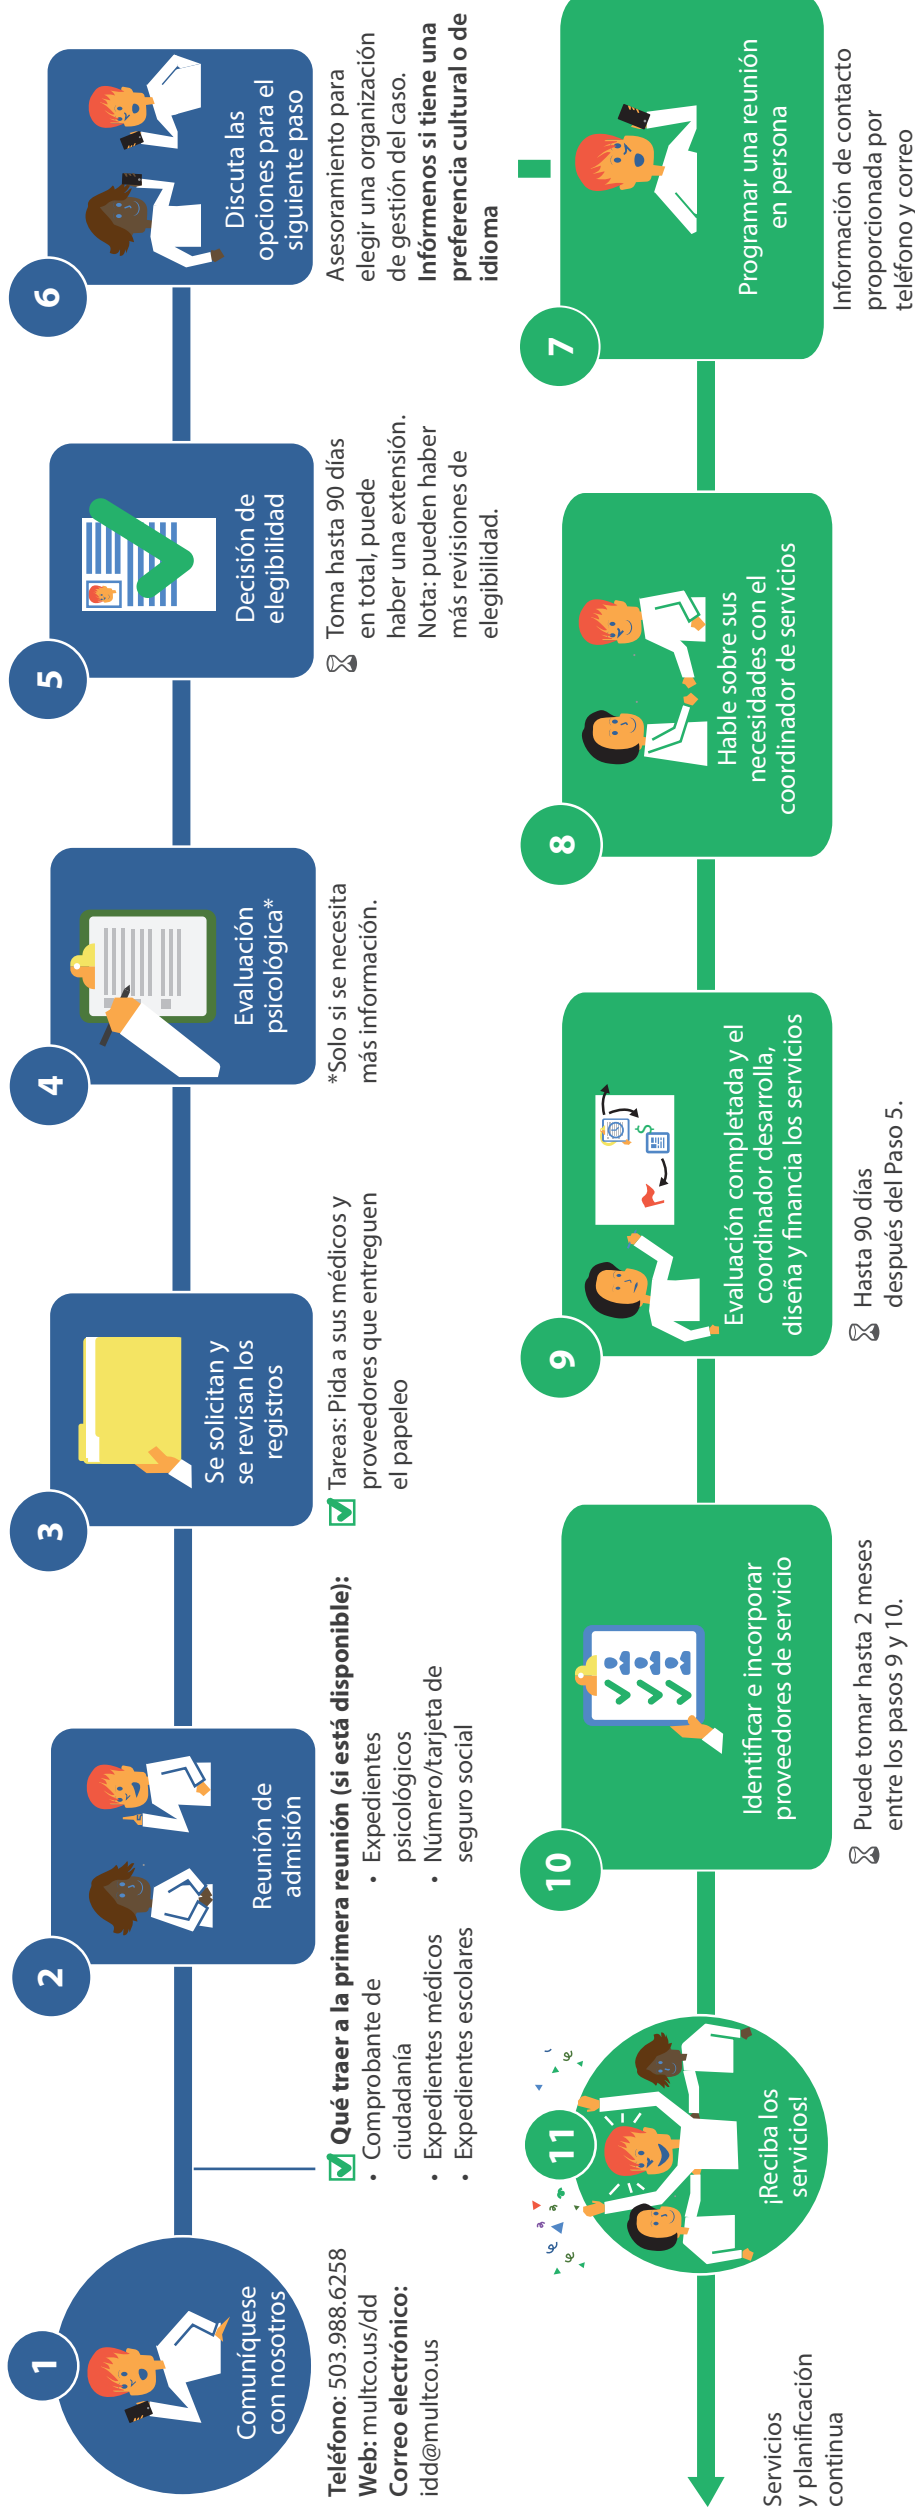 1
Comuníquese
con nosotros
Teléfono: 503.988.6258
Web: multco.us/dd
Correo electrónico:
idd@multco.us
2
Reunión de
admisión
Qué traer a la primera reunión (si está disponible):
• Comprobante de
ciudadanía
• Expedientes médicos
• Expedientes escolares
• Expedientes
psicológicos
• Número/tarjeta de
seguro social
3
Se solicitan y
se revisan los
registros
Tareas: Pida a sus médicos y
proveedores que entreguen
el papeleo
4
Evaluación
psicológica*
*Solo si se necesita
más información.
5
Decisión de
elegibilidad
Toma hasta 90 días
en total, puede
haber una extensión.
Nota: pueden haber
más revisiones de
elegibilidad.
6
Discuta las
opciones para el
siguiente paso
Asesoramiento para
elegir una organización
de gestión del caso.
Infórmenos si tiene una
preferencia cultural o de
idioma
7
Programar una reunión
en persona
Información de contacto
proporcionada por
teléfono y correo
8
Hable sobre sus
necesidades con el
coordinador de servicios
9
Evaluación completada y el
coordinador desarrolla,
diseña y financia los servicios
$
Hasta 90 días
después del Paso 5.
10
Identificar e incorporar
proveedores de servicio
Puede tomar hasta 2 meses
entre los pasos 9 y 10.
11
¡Reciba los
servicios!
Servicios
y planificación
continua